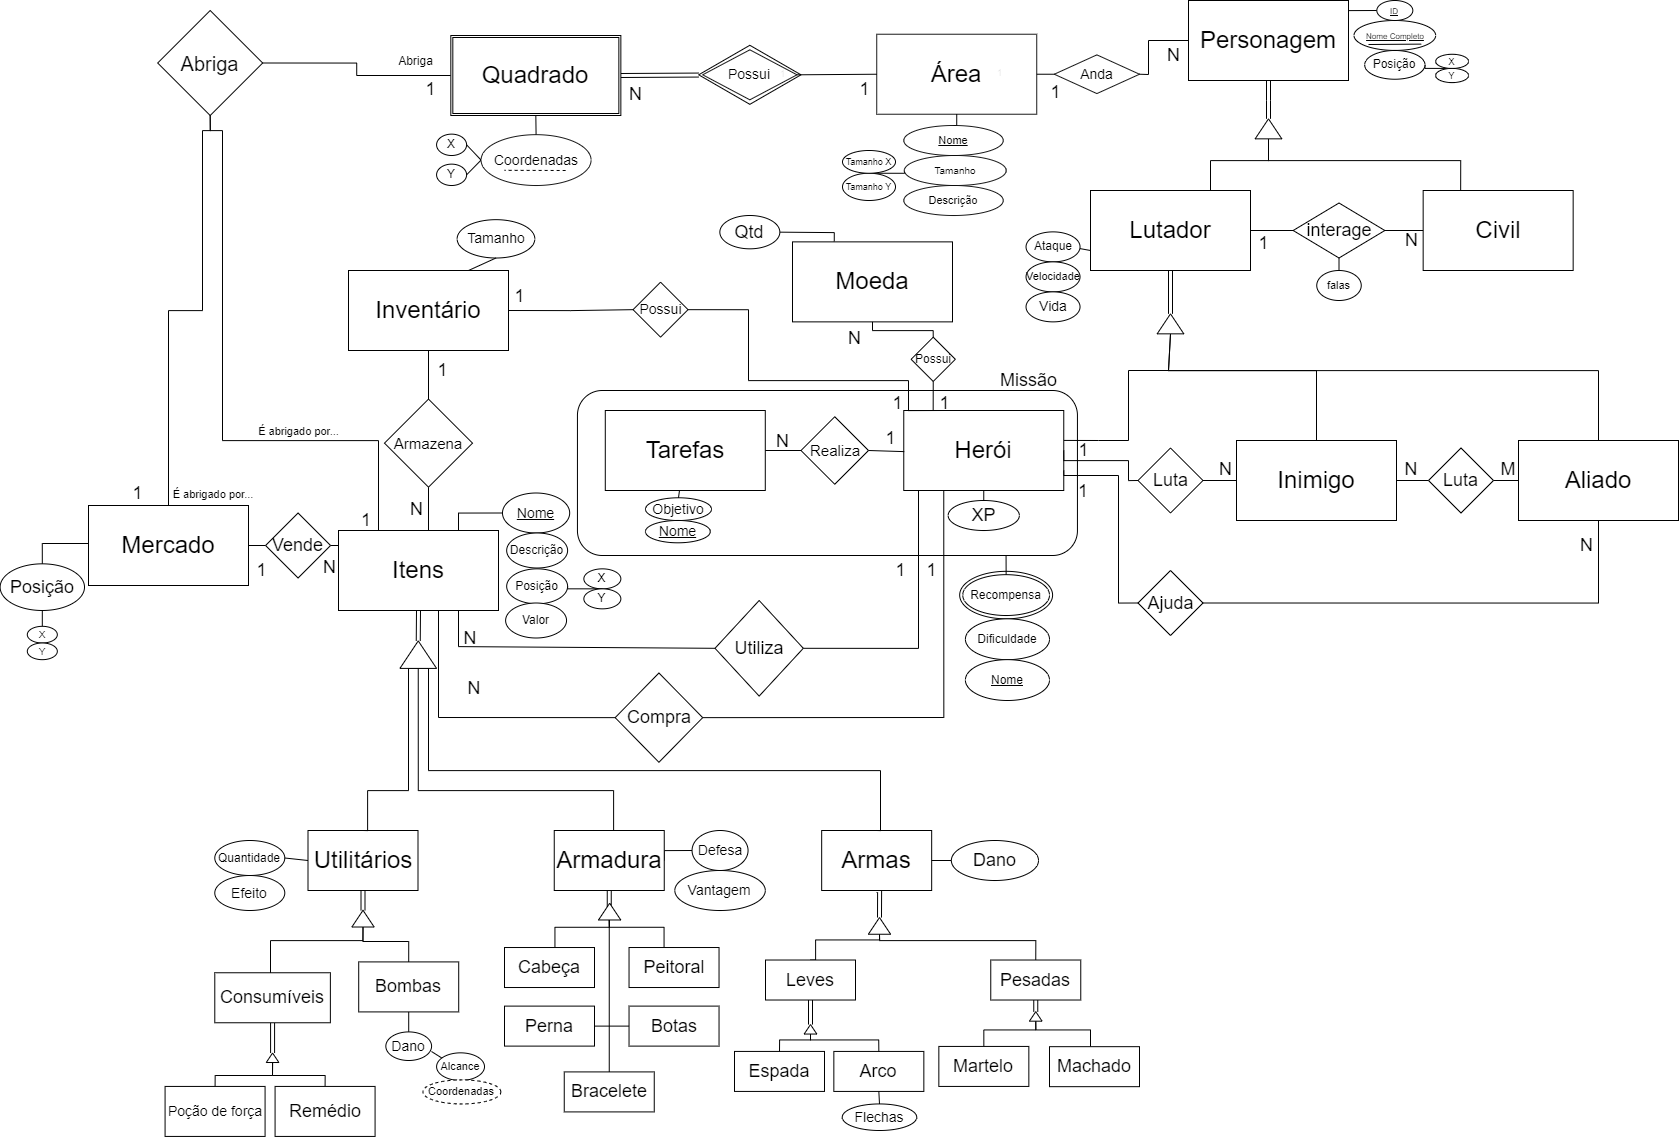 Abriga
Abriga
1
Quadrado
N
Possui
1
Área
1
Anda
N
Personagem
ID
Nome Completo
Posição
X
Y
X
Y
Coordenadas
Nome
Tamanho
Tamanho X
Tamanho Y
Descrição
Lutador
1
interage
N
Civil
falas
Ataque
Velocidade
Vida
Tamanho
Inventário
1
Possui
1
Qtd
Moeda
N
Possui
1
1
Armazena
N
Missão
Tarefas
N
Realiza
1
Herói
1
1
Objetivo
Nome
XP
Luta
N
Inimigo
N
Luta
M
Aliado
N
Ajuda
É abrigado por...
É abrigado por...
1
1
Mercado
1
Vende
N
Itens
Posição
X
Y
Nome
Descrição
Posição
X
Y
Valor
1
1
N
Utiliza
N
Compra
Recompensa
Dificuldade
Nome
Quantidade
Efeito
Utilitários
Armadura
Defesa
Vantagem
Armas
Dano
Consumíveis
Bombas
Dano
Alcance
Coordenadas
Poção de força
Remédio
Cabeça
Peitoral
Perna
Botas
Bracelete
Leves
Pesadas
Espada
Arco
Flechas
Martelo
Machado